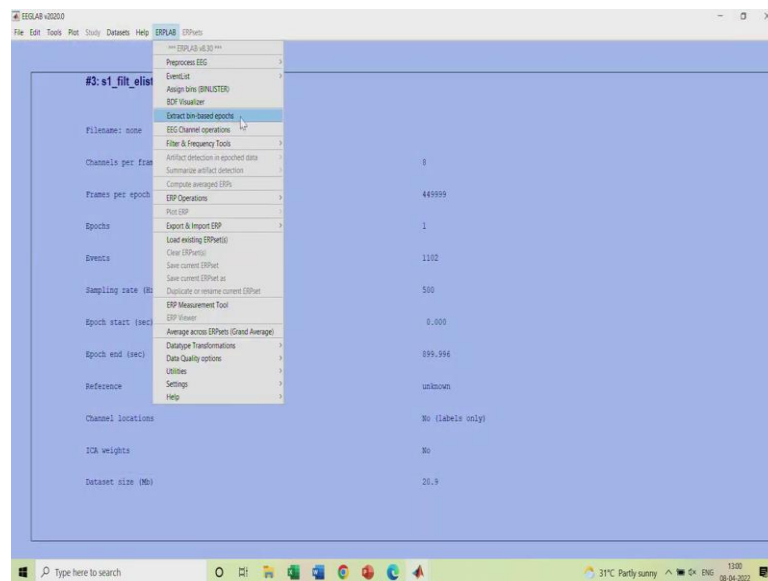 EEGLAB v2020.0
File Edit Tools Plot Study Datasets Help ERPLAB ERPsets
*** ERPLAB v8.30 ***
Preprocess EEG
EventList
Assign bins (BINLISTER)
BDF Visualizer
Extract bin-based epochs
EEG Channel operations
Filter & Frequency Tools
Artifact detection in epoched data
Summarize artifact detection
Compute averaged ERPs
ERP Operations
Plot ERP
Export & Import ERP
Load existing ERPset(s)
Clear ERPset(s)
Save current ERPset
Save current ERPset as
Duplicate or rename current ERPset
ERP Measurement Tool
ERP Viewer
Average across ERPsets (Grand Average)
Datatype Transformations
Data Quality options
Utilities
Settings
Help
#3: s1_filt_elist
Filename: none
Channels per fram 8
Frames per epoch 449999
Epochs 1
Events 1102
Sampling rate (Hz 500
Epoch start (sec) 0.000
Epoch end (sec) 899.996
Reference unknown
Channel locations No (labels only)
ICA weights No
Dataset size (Mb) 20.9
Type here to search
31°C Partly sunny ENG 13:00
08-04-2022